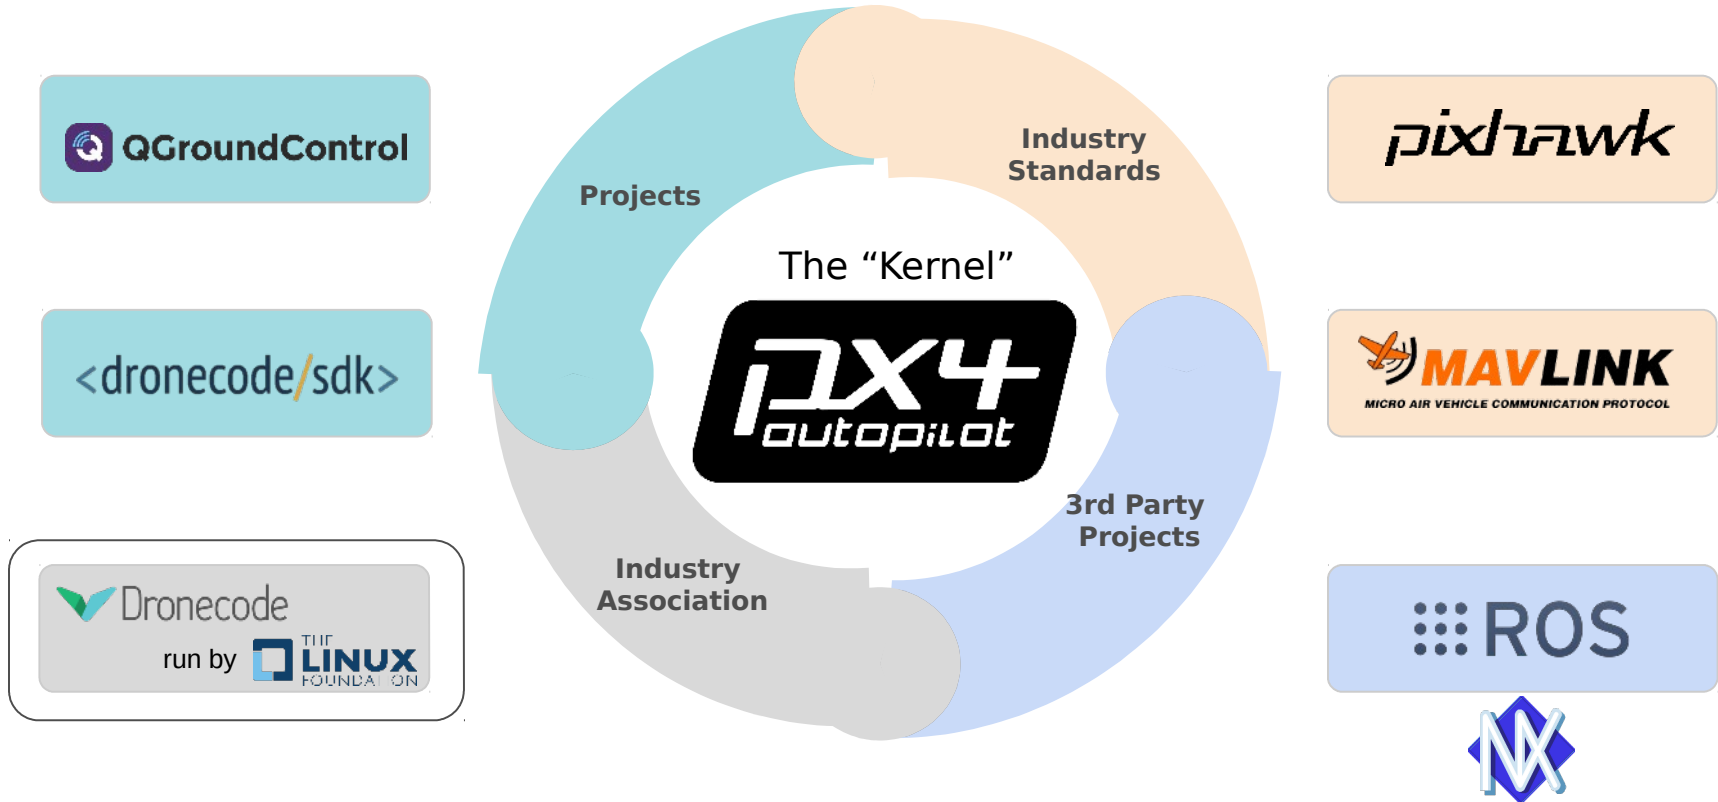 QGroundControl
<dronecode/sdk>
Dronecode
run by
THE
LINUX
FOUNDATION
Projects
Industry
Standards
The “Kernel”
px4
autopilot
Industry
Association
3rd Party
Projects
pixhawk
MAVLINK
MICRO AIR VEHICLE COMMUNICATION PROTOCOL
ROS
NX